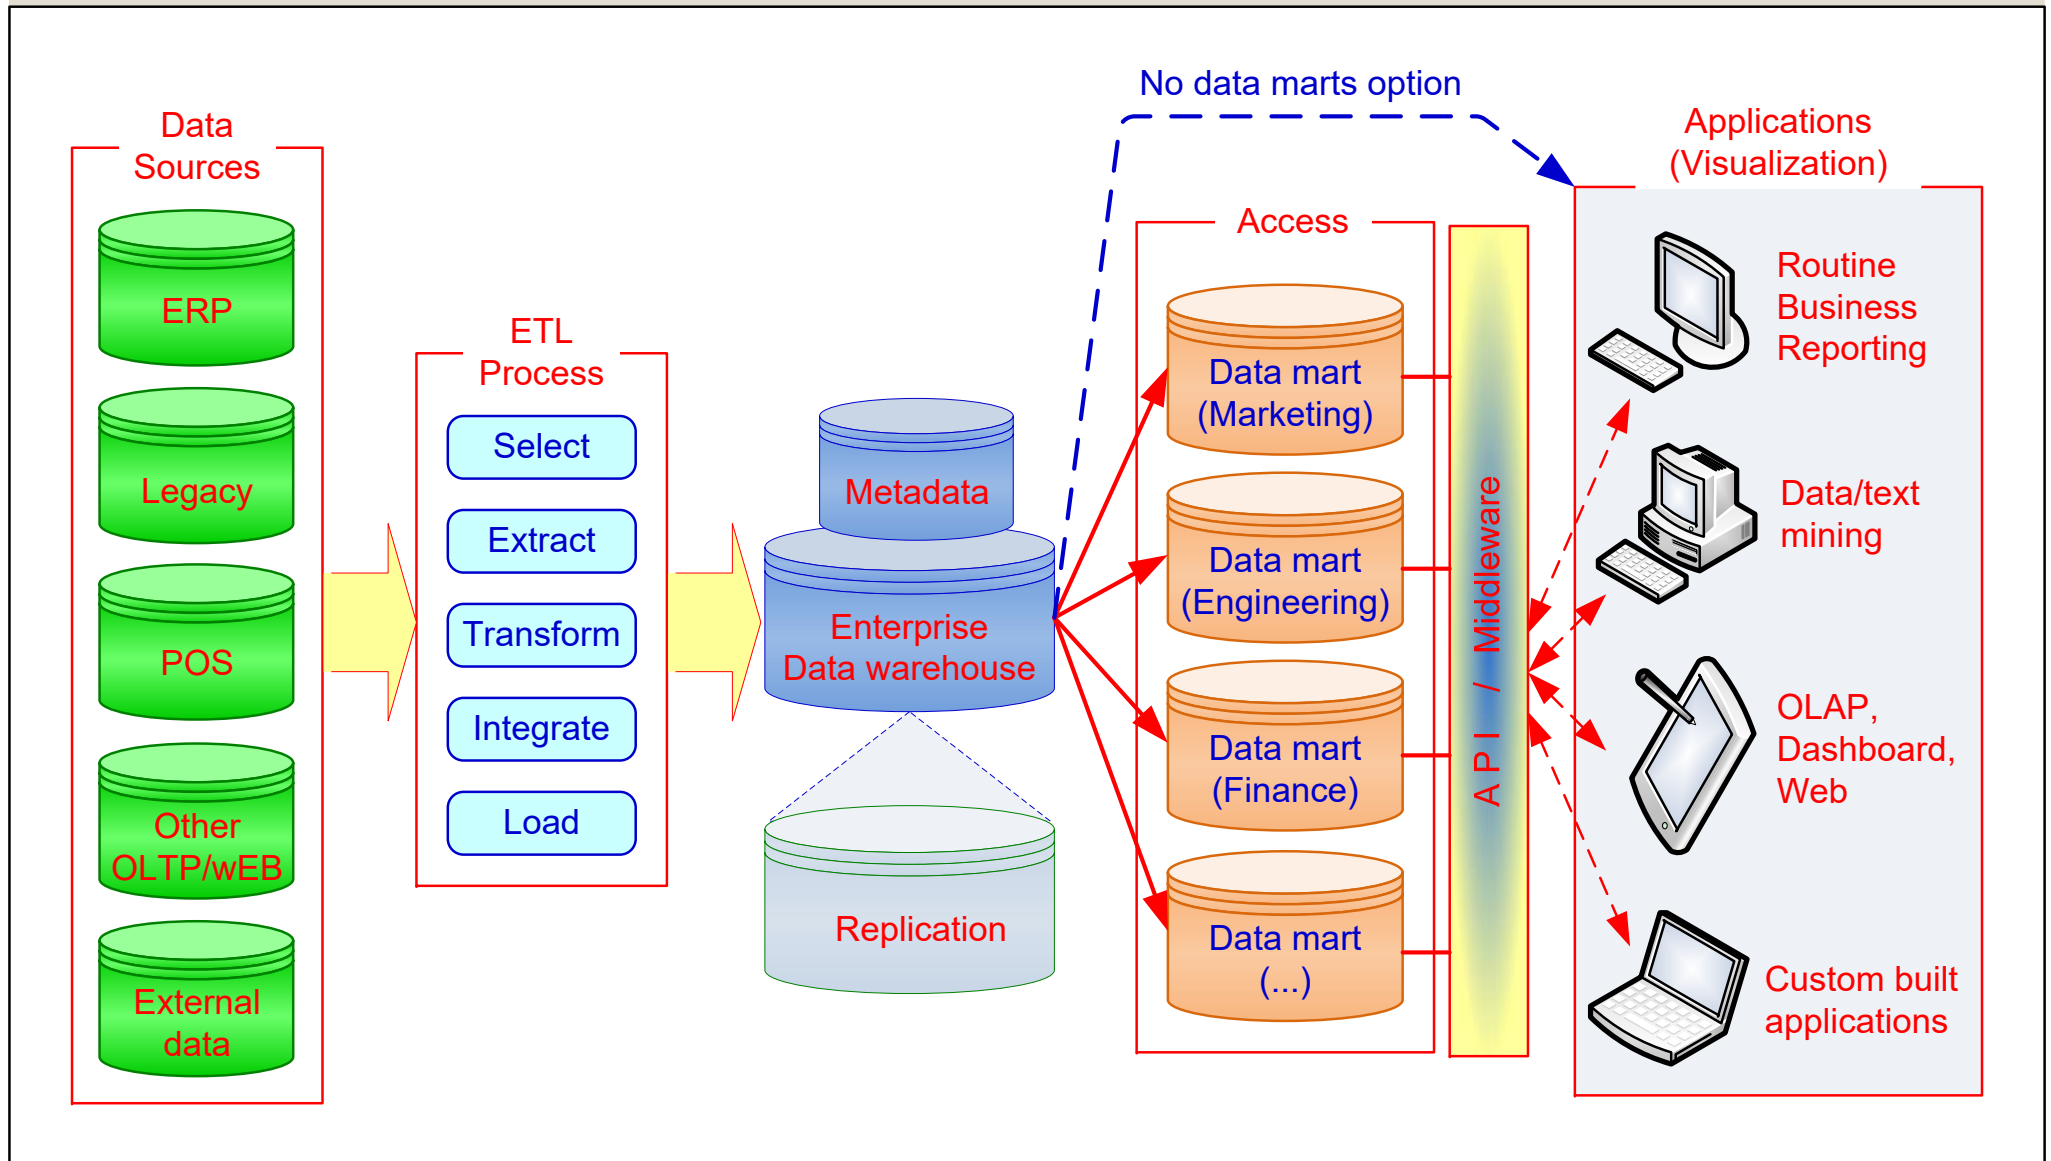 Data
Sources
ERP
Legacy
POS
Other
OLTP/wEB
External
data
ETL
Process
Select
Extract
Transform
Integrate
Load
Metadata
Enterprise
Data warehouse
Replication
No data marts option
Access
Data mart
(Marketing)
Data mart
(Engineering)
Data mart
(Finance)
Data mart
(...)
API / Middleware
Applications
(Visualization)
Routine
Business
Reporting
Data/text
mining
OLAP,
Dashboard,
Web
Custom built
applications